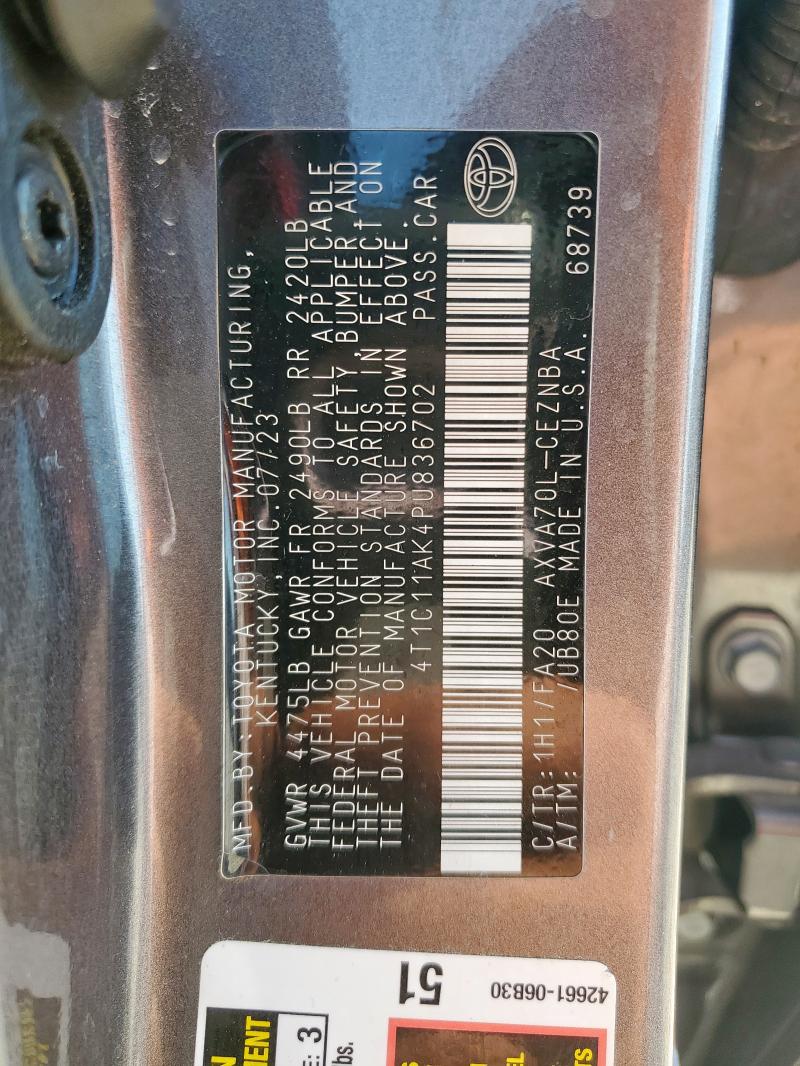 MFD.BY:TOYOTA MOTOR MANUFACTURING,
KENTUCKY, INC.07/23
GVWR 4475LB GAWR FR 2490LB RR 2420LB
THIS VEHICLE CONFORMS TO ALL APPLICABLE
FEDERAL MOTOR VEHICLE SAFETY,BUMPER,AND
THEFT PREVENTION STANDARDS IN EFFECT ON
THE DATE OF MANUFACTURE SHOWN ABOVE.
4T1C11AK4PU836702 PASS.CAR
C/TR:1H1/FA20 AXVA70L-CEZNBA
A/TM: /UB80E MADE IN U.S.A. 68739
51
42661-06B30
3
lbs.